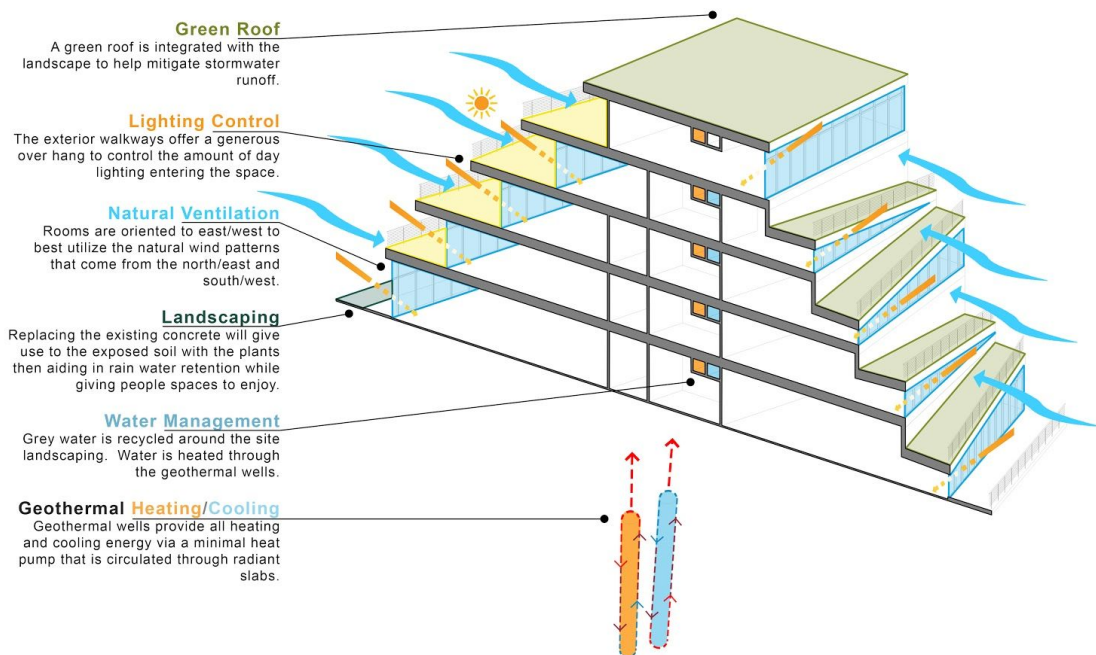 Green Roof
A green roof is integrated with the
landscape to help mitigate stormwater
runoff.
Lighting Control
The exterior walkways offer a generous
over hang to control the amount of day
lighting entering the space.
Natural Ventilation
Rooms are oriented to east/west to
best utilize the natural wind patterns
that come from the north/east and
south/west.
Landscaping
Replacing the existing concrete will give
use to the exposed soil with the plants
then aiding in rain water retention while
giving people spaces to enjoy.
Water Management
Grey water is recycled around the site
landscaping. Water is heated through
the geothermal wells.
Geothermal Heating/Cooling
Geothermal wells provide all heating
and cooling energy via a minimal heat
pump that is circulated through radiant
slabs.